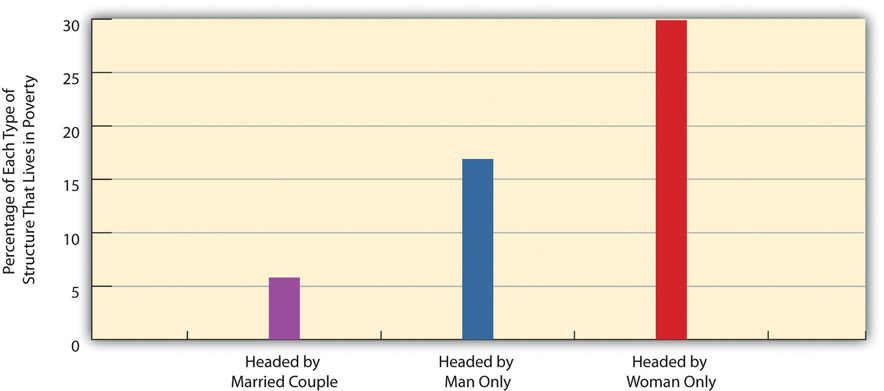 Percentage of Each Type of
Structure That Lives in Poverty
30
25
20
15
10
5
0
Headed by
Married Couple
Headed by
Man Only
Headed by
Woman Only